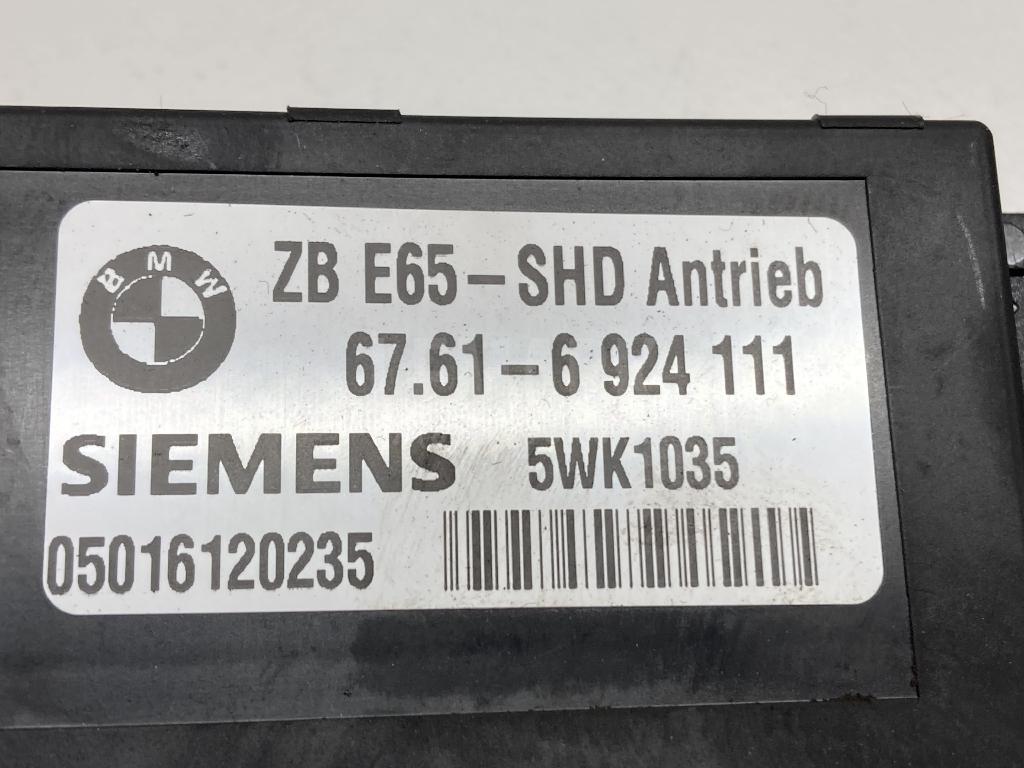 BMW
ZB E65-SHD Antrieb
67.61-6 924 111
SIEMENS 5WK1035
05016120235